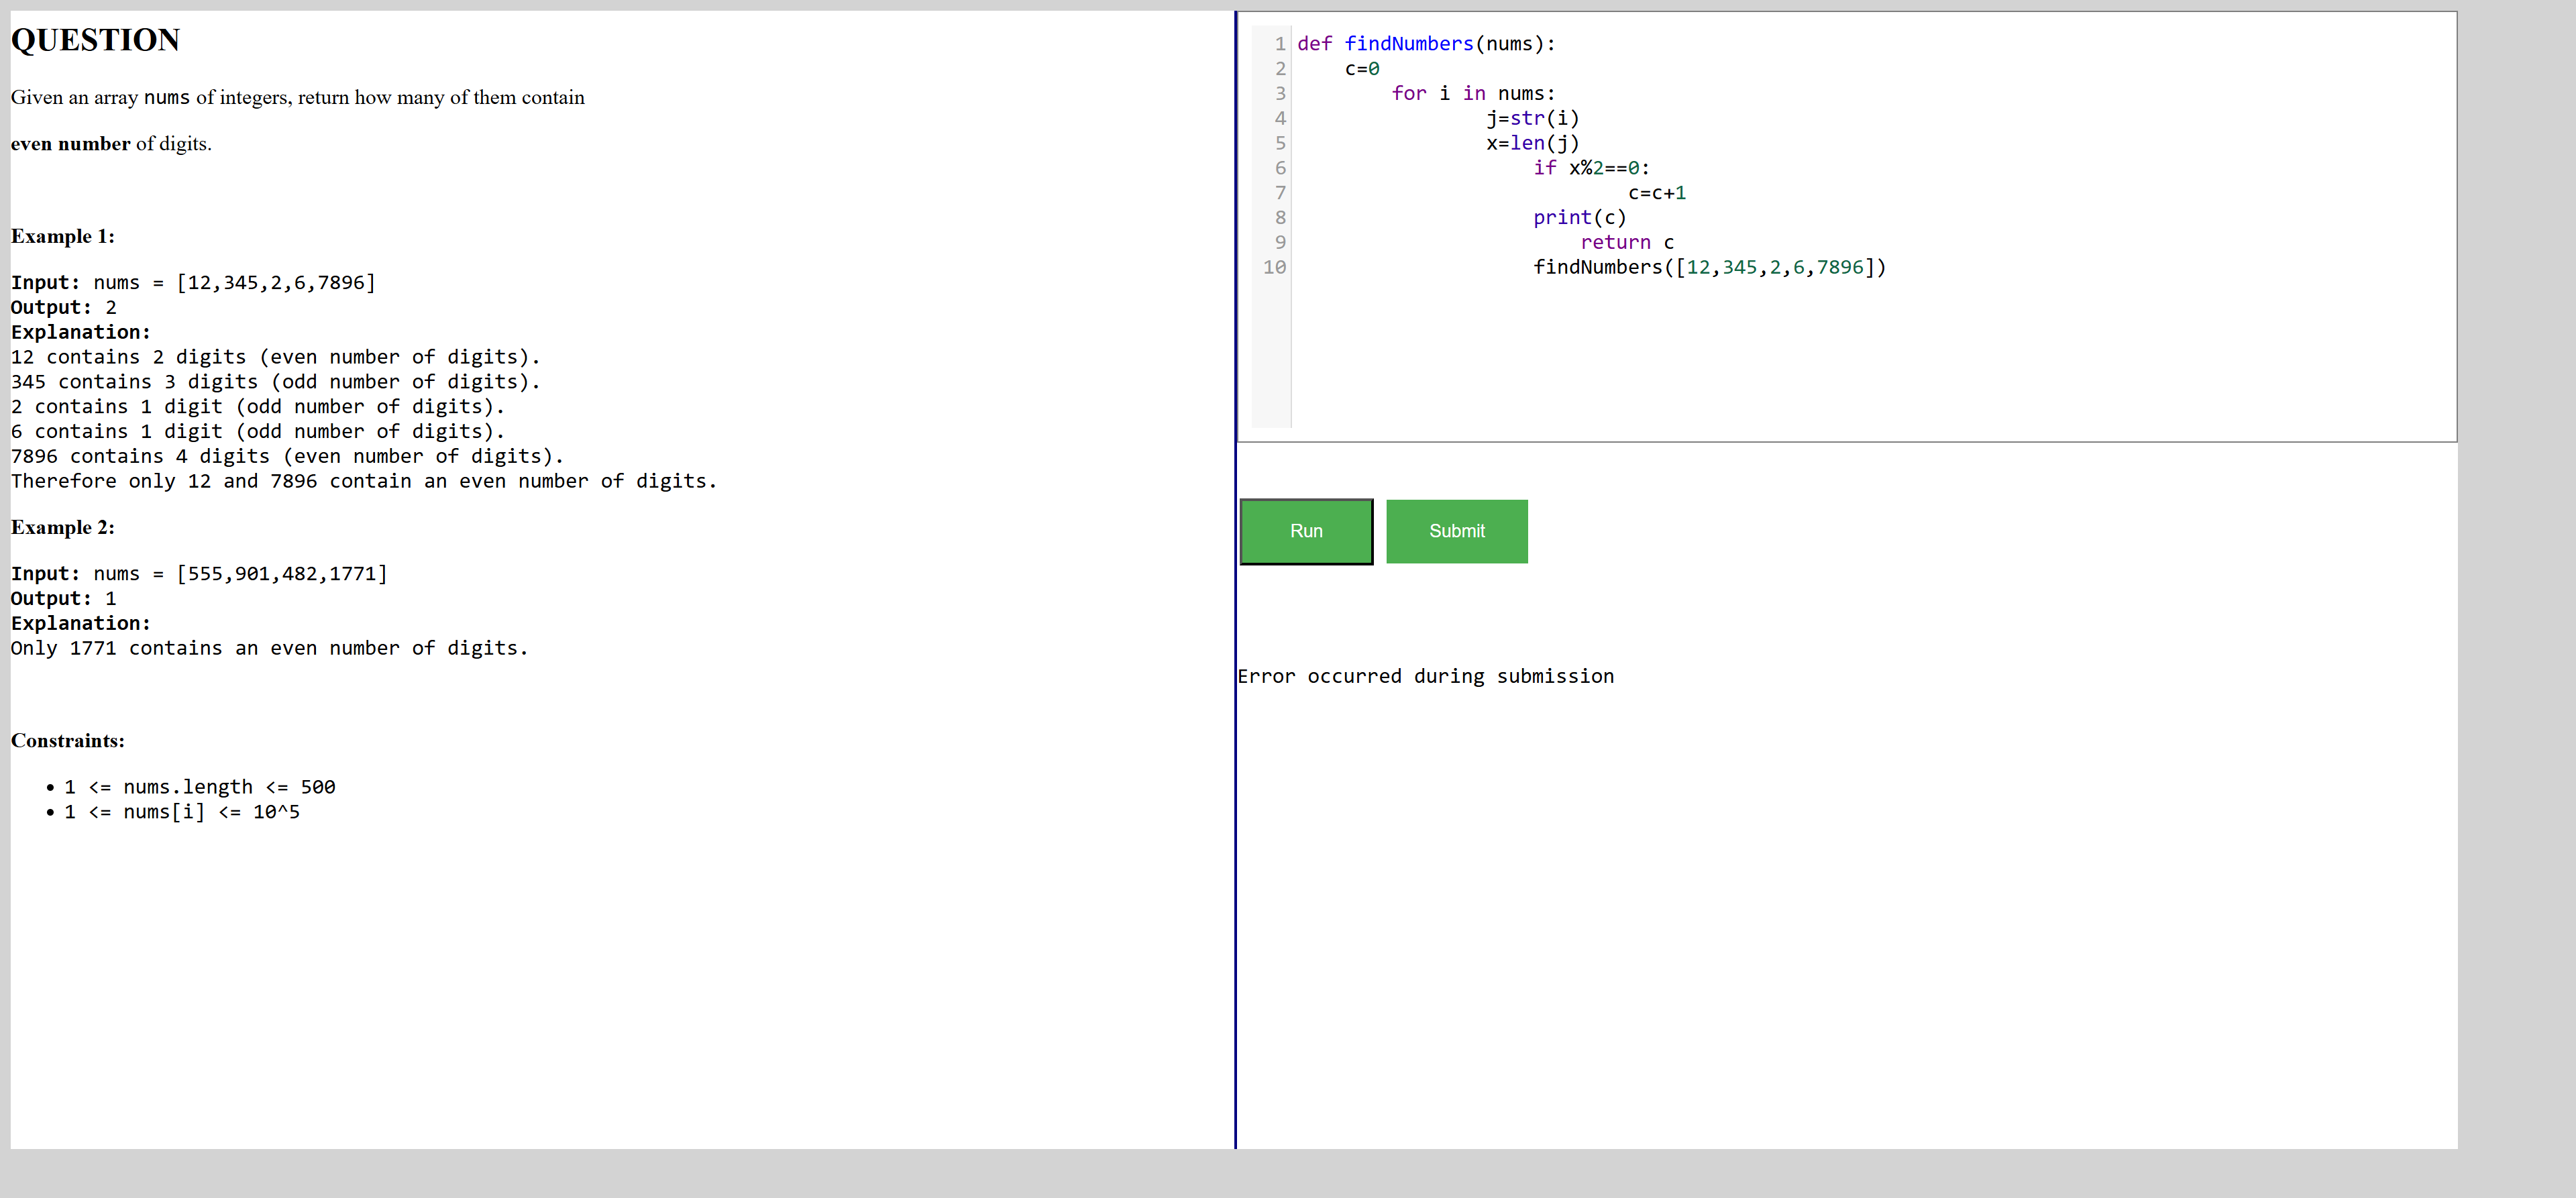 QUESTION
Given an array nums of integers, return how many of them contain
even number of digits.
Example 1:
Input: nums = [12,345,2,6,7896]
Output: 2
Explanation:
12 contains 2 digits (even number of digits).
345 contains 3 digits (odd number of digits).
2 contains 1 digit (odd number of digits).
6 contains 1 digit (odd number of digits).
7896 contains 4 digits (even number of digits).
Therefore only 12 and 7896 contain an even number of digits.
Example 2:
Input: nums = [555,901,482,1771]
Output: 1
Explanation:
Only 1771 contains an even number of digits.
Constraints:
• 1 <= nums.length <= 500
• 1 <= nums[i] <= 10^5
1 def findNumbers(nums):
2     c=0
3         for i in nums:
4                 j=str(i)
5                 x=len(j)
6                     if x%2==0:
7                             c=c+1
8                     print(c)
9                         return c
10                     findNumbers([12,345,2,6,7896])
Run Submit
Error occurred during submission